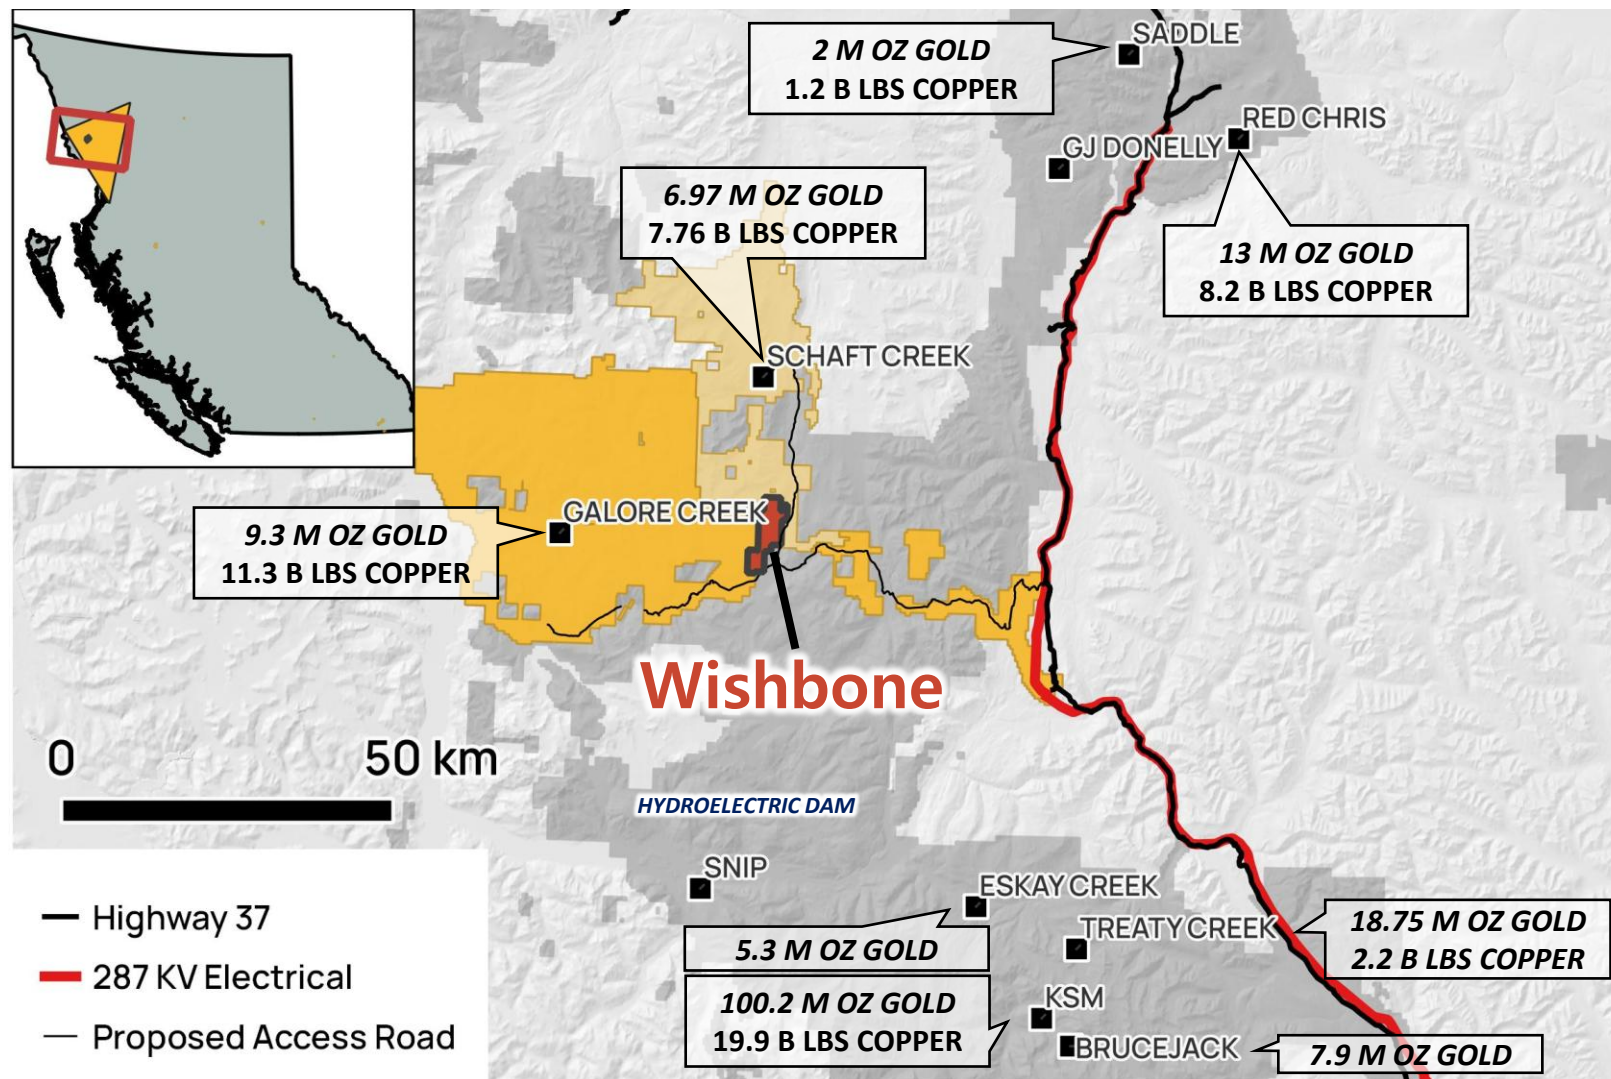 2 M OZ GOLD
1.2 B LBS COPPER
SADDLE
RED CHRIS
GJ DONELLY
6.97 M OZ GOLD
7.76 B LBS COPPER
13 M OZ GOLD
8.2 B LBS COPPER
SCHAFT CREEK
GALORE CREEK
9.3 M OZ GOLD
11.3 B LBS COPPER
Wishbone
0 50 km
HYDROELECTRIC DAM
SNIP
ESKAY CREEK
5.3 M OZ GOLD
TREATY CREEK
18.75 M OZ GOLD
2.2 B LBS COPPER
100.2 M OZ GOLD
19.9 B LBS COPPER
KSM
BRUCEJACK
7.9 M OZ GOLD
Highway 37
287 KV Electrical
Proposed Access Road